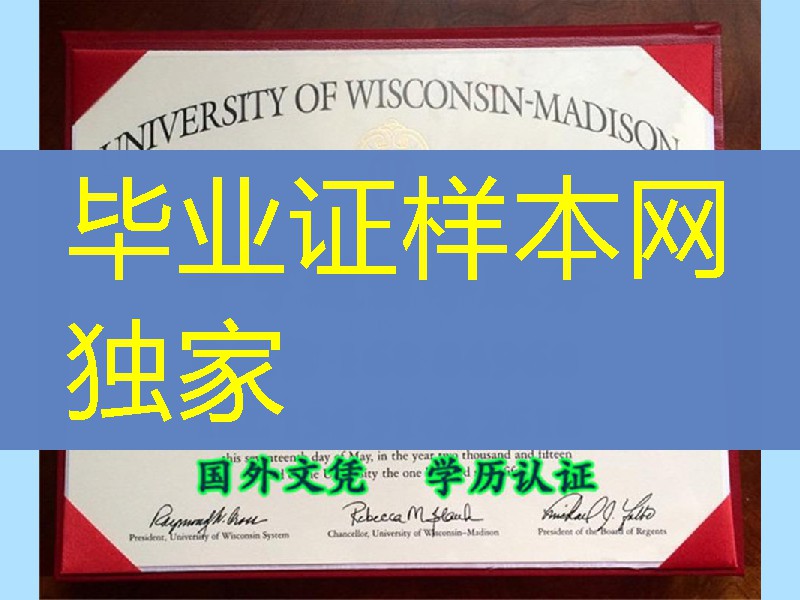 UNIVERSITY OF WISCONSIN-MADISON
毕业证样本网
独家
this seventeenth day of May, in the year two thousand and fifteen
国外文凭 学历认证
President, University of Wisconsin System
Chancellor, University of Wisconsin–Madison
President of the Board of Regents